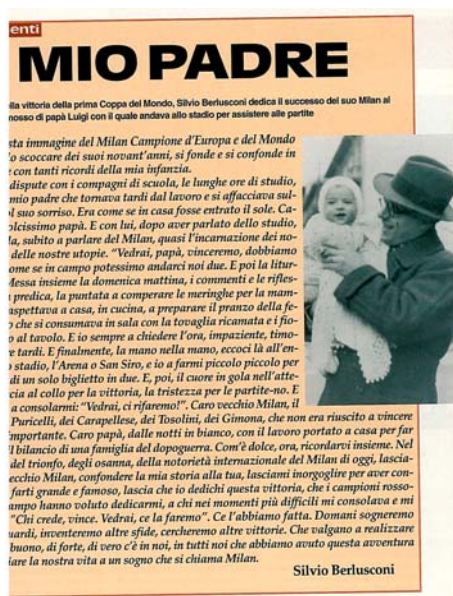 enti
MIO PADRE
ella vittoria della prima Coppa del Mondo, Silvio Berlusconi dedica il successo del suo Milan al
mosso di papà Luigi con il quale andava allo stadio per assistere alle partite
sta immagine del Milan Campione d'Europa e del Mondo
o scoccare dei suoi novant'anni, si fonde e si confonde in
con tanti ricordi della mia infanzia.
dispute con i compagni di scuola, le lunghe ore di studio,
mio padre che tornava tardi dal lavoro e si affacciava sul-
l suo sorriso. Era come se in casa fosse entrato il sole. Ca-
olcissimo papà. E con lui, dopo aver parlato dello studio,
la, subito a parlare del Milan, quasi l'incarnazione dei no-
delle nostre utopie. "Vedrai, papà, vinceremo, dobbiamo
ome se in campo potessimo andarci noi due. E poi la litur-
Messa insieme la domenica mattina, i commenti e le rifles-
predica, la puntata a comperare le meringhe per la mam-
aspettava a casa, in cucina, a preparare il pranzo della fe-
o che si consumava in sala con la tovaglia ricamata e i fio-
o al tavolo. E io sempre a chiedere l'ora, impaziente, timo-
re tardi. E finalmente, la mano nella mano, eccoci là all'en-
stadio, l'Arena o San Siro, e io a farmi piccolo piccolo per
di un solo biglietto in due. E, poi, il cuore in gola nell'atte-
cia al collo per la vittoria, la tristezza per le partite-no. E
a consolarmi: "Vedrai, ci rifaremo!". Caro vecchio Milan, il
Puricelli, dei Carapellese, dei Tosolini, dei Gimona, che non era riuscito a vincere
importante. Caro papà, dalle notti in bianco, con il lavoro portato a casa per far
l bilancio di una famiglia del dopoguerra. Com'è dolce, ora, ricordarvi insieme. Nel
del trionfo, degli osanna, della notorietà internazionale del Milan di oggi, lascia-
ecchio Milan, confondere la mia storia alla tua, lasciami inorgoglire per aver con-
farti grande e famoso, lascia che io dedichi questa vittoria, che i campioni rosso-
ampo hanno voluto dedicarmi, a chi nei momenti più difficili mi consolava e mi
"Chi crede, vince. Vedrai, ce la faremo". Ce l'abbiamo fatta. Domani sogneremo
uardi, inventeremo altre sfide, cercheremo altre vittorie. Che valgano a realizzare
buono, di forte, di vero c'è in noi, in tutti noi che abbiamo avuto questa avventura
iare la nostra vita a un sogno che si chiama Milan.
Silvio Berlusconi